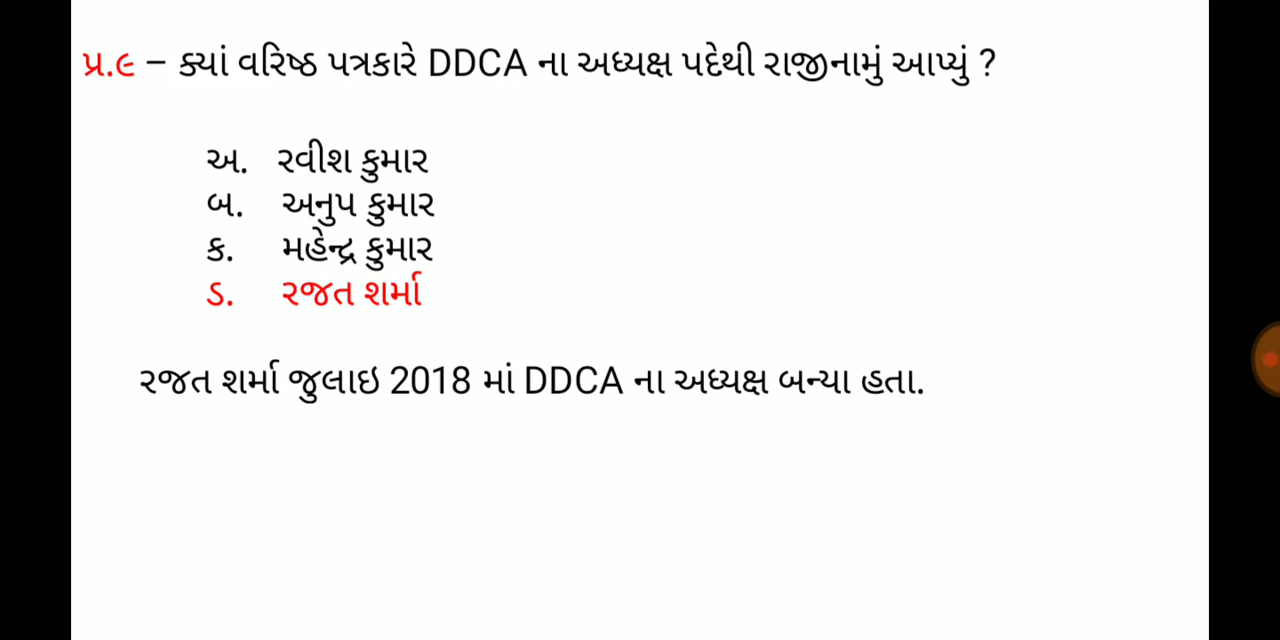 પ્ર.૯ – ક્યાં વરિષ્ઠ પત્રકારે DDCA ના અધ્યક્ષ પદેથી રાજીનામું આપ્યું ?
અ. રવીશ કુમાર
બ. અનુપ કુમાર
ક. મહેન્દ્ર કુમાર
ડ. રજત શર્મા
રજત શર્મા જુલાઇ 2018 માં DDCA ના અધ્યક્ષ બન્યા હતા.